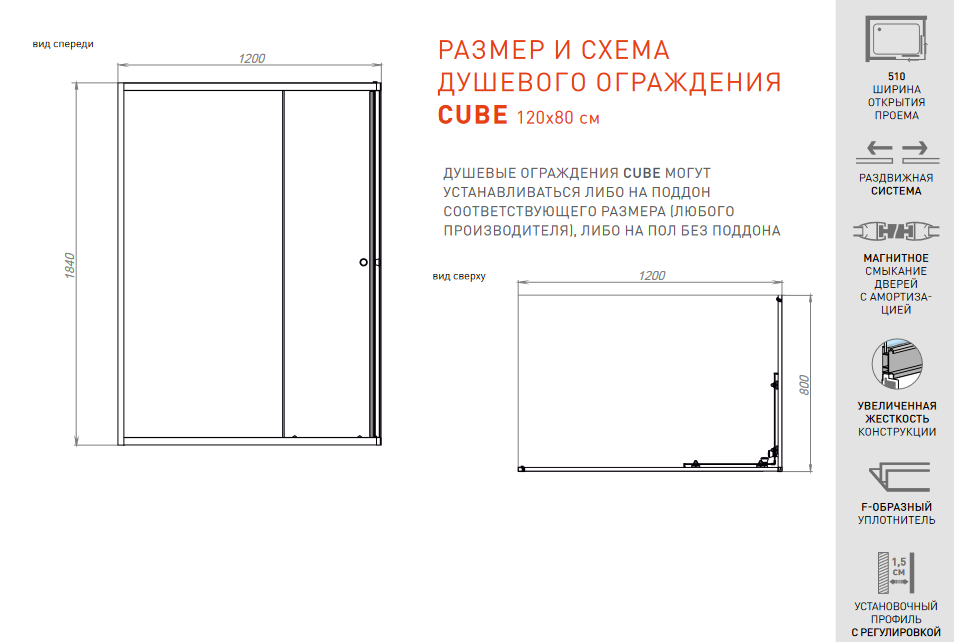 вид спереди
1200
1840
РАЗМЕР И СХЕМА
ДУШЕВОГО ОГРАЖДЕНИЯ
CUBE 120х80 см
ДУШЕВЫЕ ОГРАЖДЕНИЯ CUBE МОГУТ
УСТАНАВЛИВАТЬСЯ ЛИБО НА ПОДДОН
СООТВЕТСТВУЮЩЕГО РАЗМЕРА (ЛЮБОГО
ПРОИЗВОДИТЕЛЯ), ЛИБО НА ПОЛ БЕЗ ПОДДОНА
вид сверху
1200
800
510
ШИРИНА
ОТКРЫТИЯ
ПРОЕМА
РАЗДВИЖНАЯ
СИСТЕМА
МАГНИТНОЕ
СМЫКАНИЕ
ДВЕРЕЙ
С АМОРТИЗА-
ЦИЕЙ
УВЕЛИЧЕННАЯ
ЖЕСТКОСТЬ
КОНСТРУКЦИИ
F-ОБРАЗНЫЙ
УПЛОТНИТЕЛЬ
1,5
СМ
УСТАНОВОЧНЫЙ
ПРОФИЛЬ
С РЕГУЛИРОВКОЙ